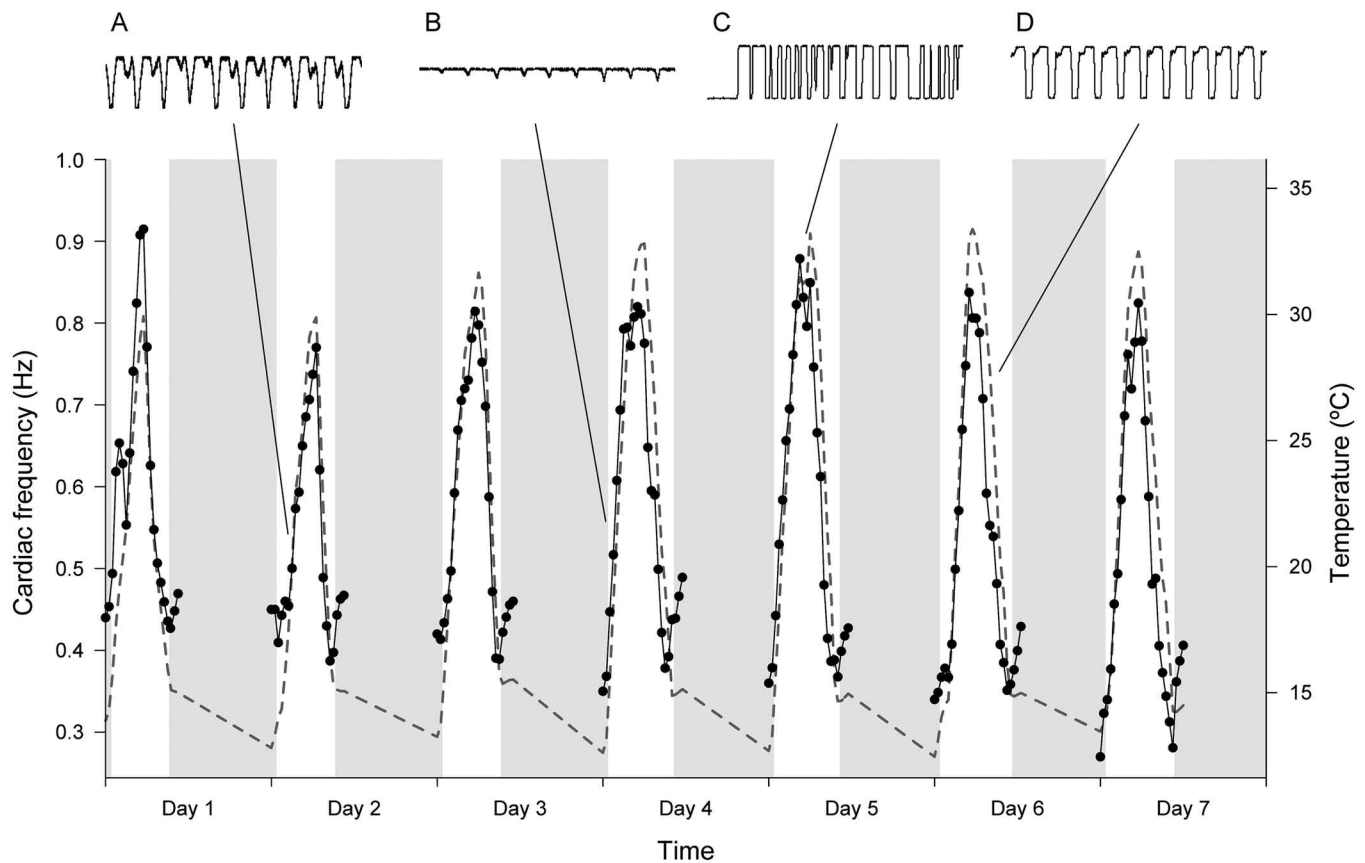 A
B
C
D
1.0
0.9
0.8
0.7
0.6
0.5
0.4
0.3
Cardiac frequency (Hz)
35
30
25
20
15
Temperature (ºC)
Day 1
Day 2
Day 3
Day 4
Day 5
Day 6
Day 7
Time